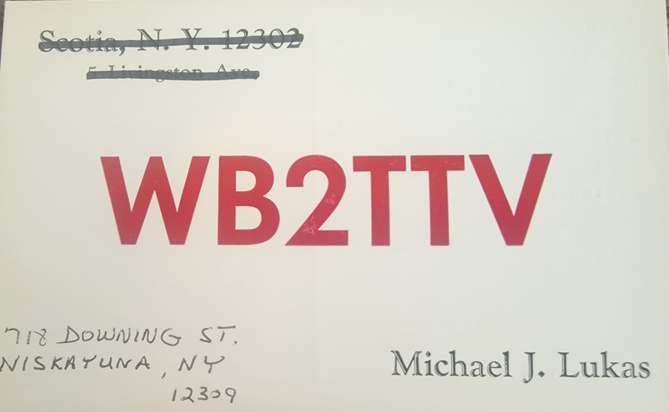 Scotia, N. Y. 12302
5 Livingston Ave.
WB2TTV
718 DOWNING ST.
NISKAYUNA, NY
12309
Michael J. Lukas